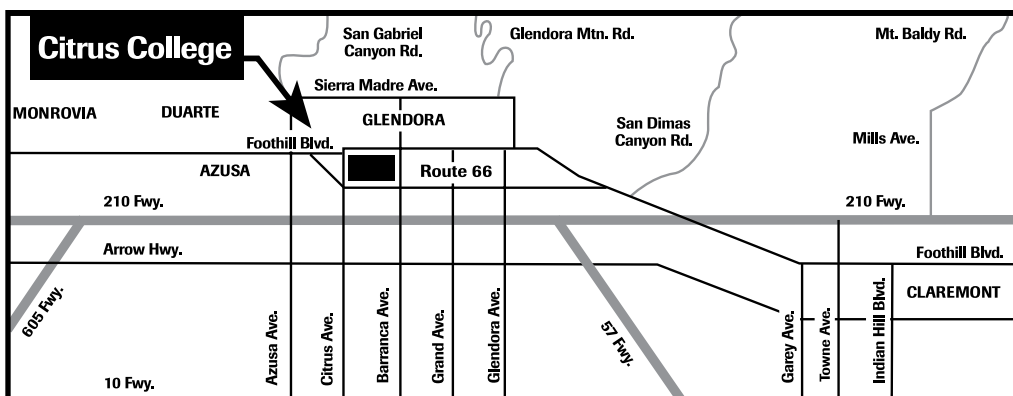 Citrus College
San Gabriel
Canyon Rd.
Glendora Mtn. Rd.
Mt. Baldy Rd.
Sierra Madre Ave.
MONROVIA
DUARTE
GLENDORA
San Dimas
Canyon Rd.
Mills Ave.
Foothill Blvd.
AZUSA
Route 66
210 Fwy.
210 Fwy.
Arrow Hwy.
Foothill Blvd.
CLAREMONT
605 Fwy.
Azusa Ave.
Citrus Ave.
Barranca Ave.
Grand Ave.
Glendora Ave.
57 Fwy.
Garey Ave.
Towne Ave.
Indian Hill Blvd.
10 Fwy.